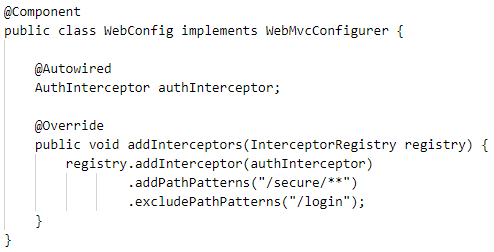 @Component
public class WebConfig implements WebMvcConfigurer {
@Autowired
AuthInterceptor authInterceptor;
@Override
public void addInterceptors(InterceptorRegistry registry) {
registry.addInterceptor(authInterceptor)
.addPathPatterns("/secure/**")
.excludePathPatterns("/login");
}
}